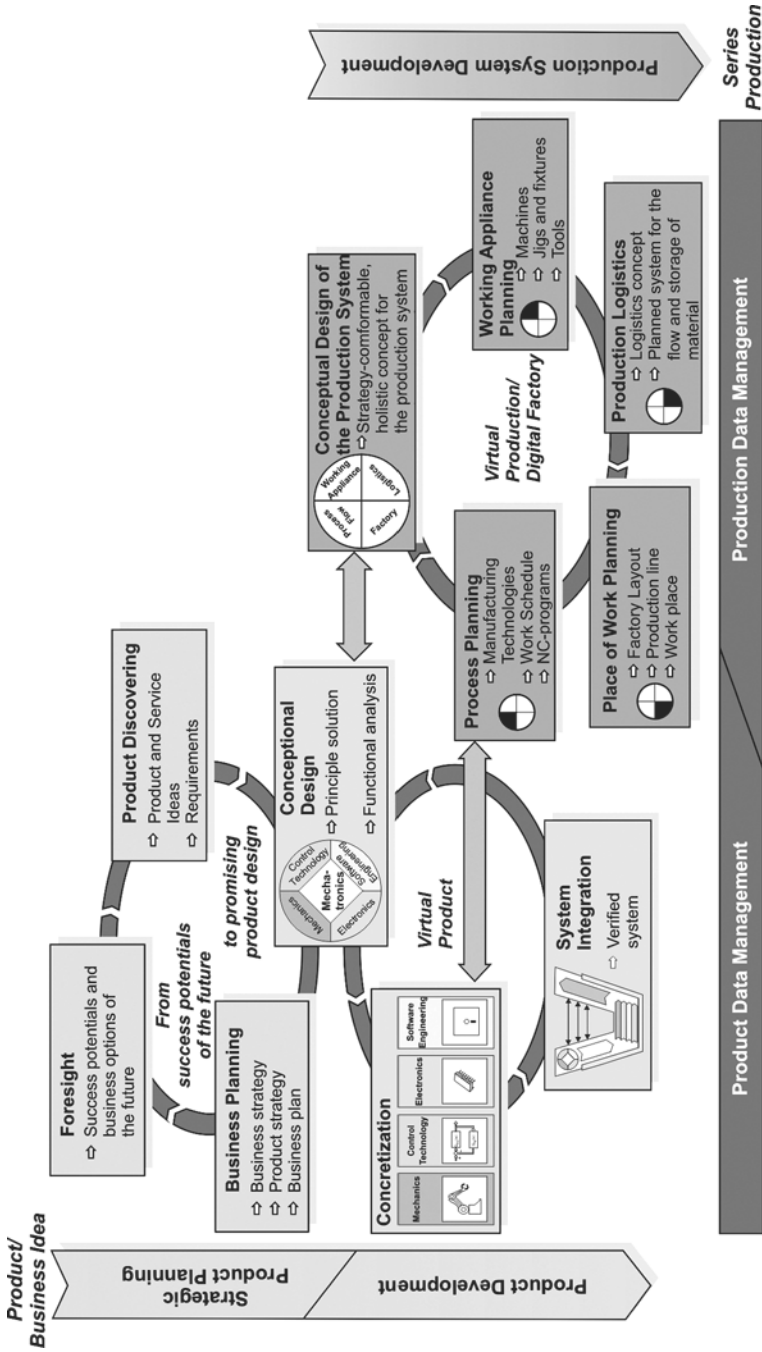 Product/
Business Idea
Strategic
Product Planning
Product Development
Foresight
⇨ Success potentials and
business options of
the future
Product Discovering
⇨ Product and Service
Ideas
⇨ Requirements
From
success potentials
of the future
to promising
product design
Business Planning
⇨ Business strategy
⇨ Product strategy
⇨ Business plan
Conceptional
Design
⇨ Principle solution
⇨ Functional analysis
Mechanics
Control
Technology
Mecha-
tronics
Electronics
Software
Engineering
Conceptual Design of
the Production System
⇨ Strategy-comformable,
holistic concept for
the production system
Process
Flow
Working
Appliance
Factory
Logistics
Production System Development
Concretization
Mechanics
Control
Technology
Electronics
Software
Engineering
Virtual
Product
System
Integration
⇨ Verified
system
Process Planning
⇨ Manufacturing
Technologies
⇨ Work Schedule
⇨ NC-programs
Virtual
Production/
Digital Factory
Working Appliance
Planning
⇨ Machines
⇨ Jigs and fixtures
⇨ Tools
Place of Work Planning
⇨ Factory Layout
⇨ Production line
⇨ Work place
Production Logistics
⇨ Logistics concept
⇨ Planned system for the
flow and storage of
material
Series
Production
Product Data Management
Production Data Management